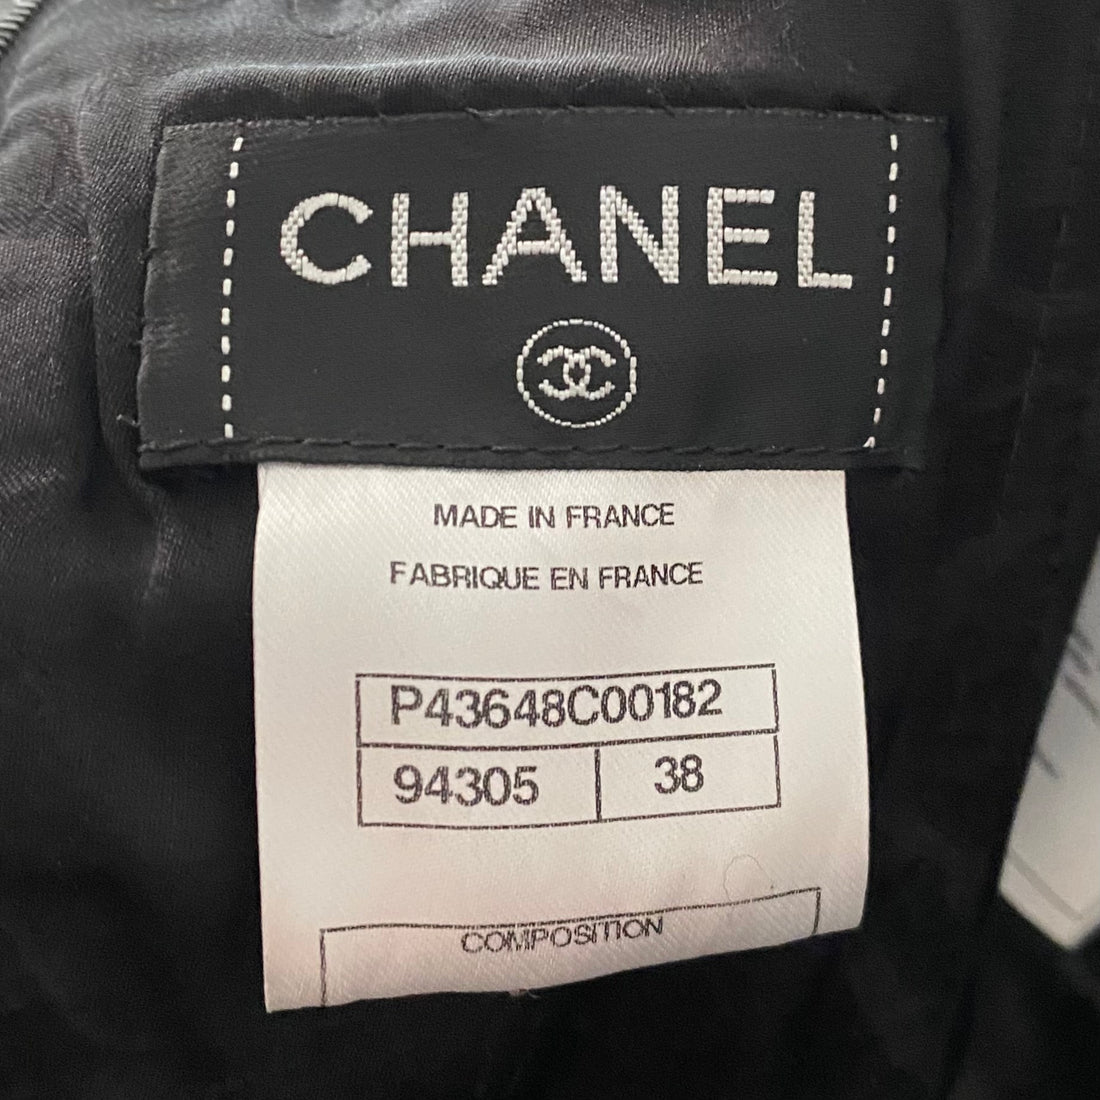 CHANEL
MADE IN FRANCE
FABRIQUE EN FRANCE
P43648C00182
94305 38
COMPOSITION